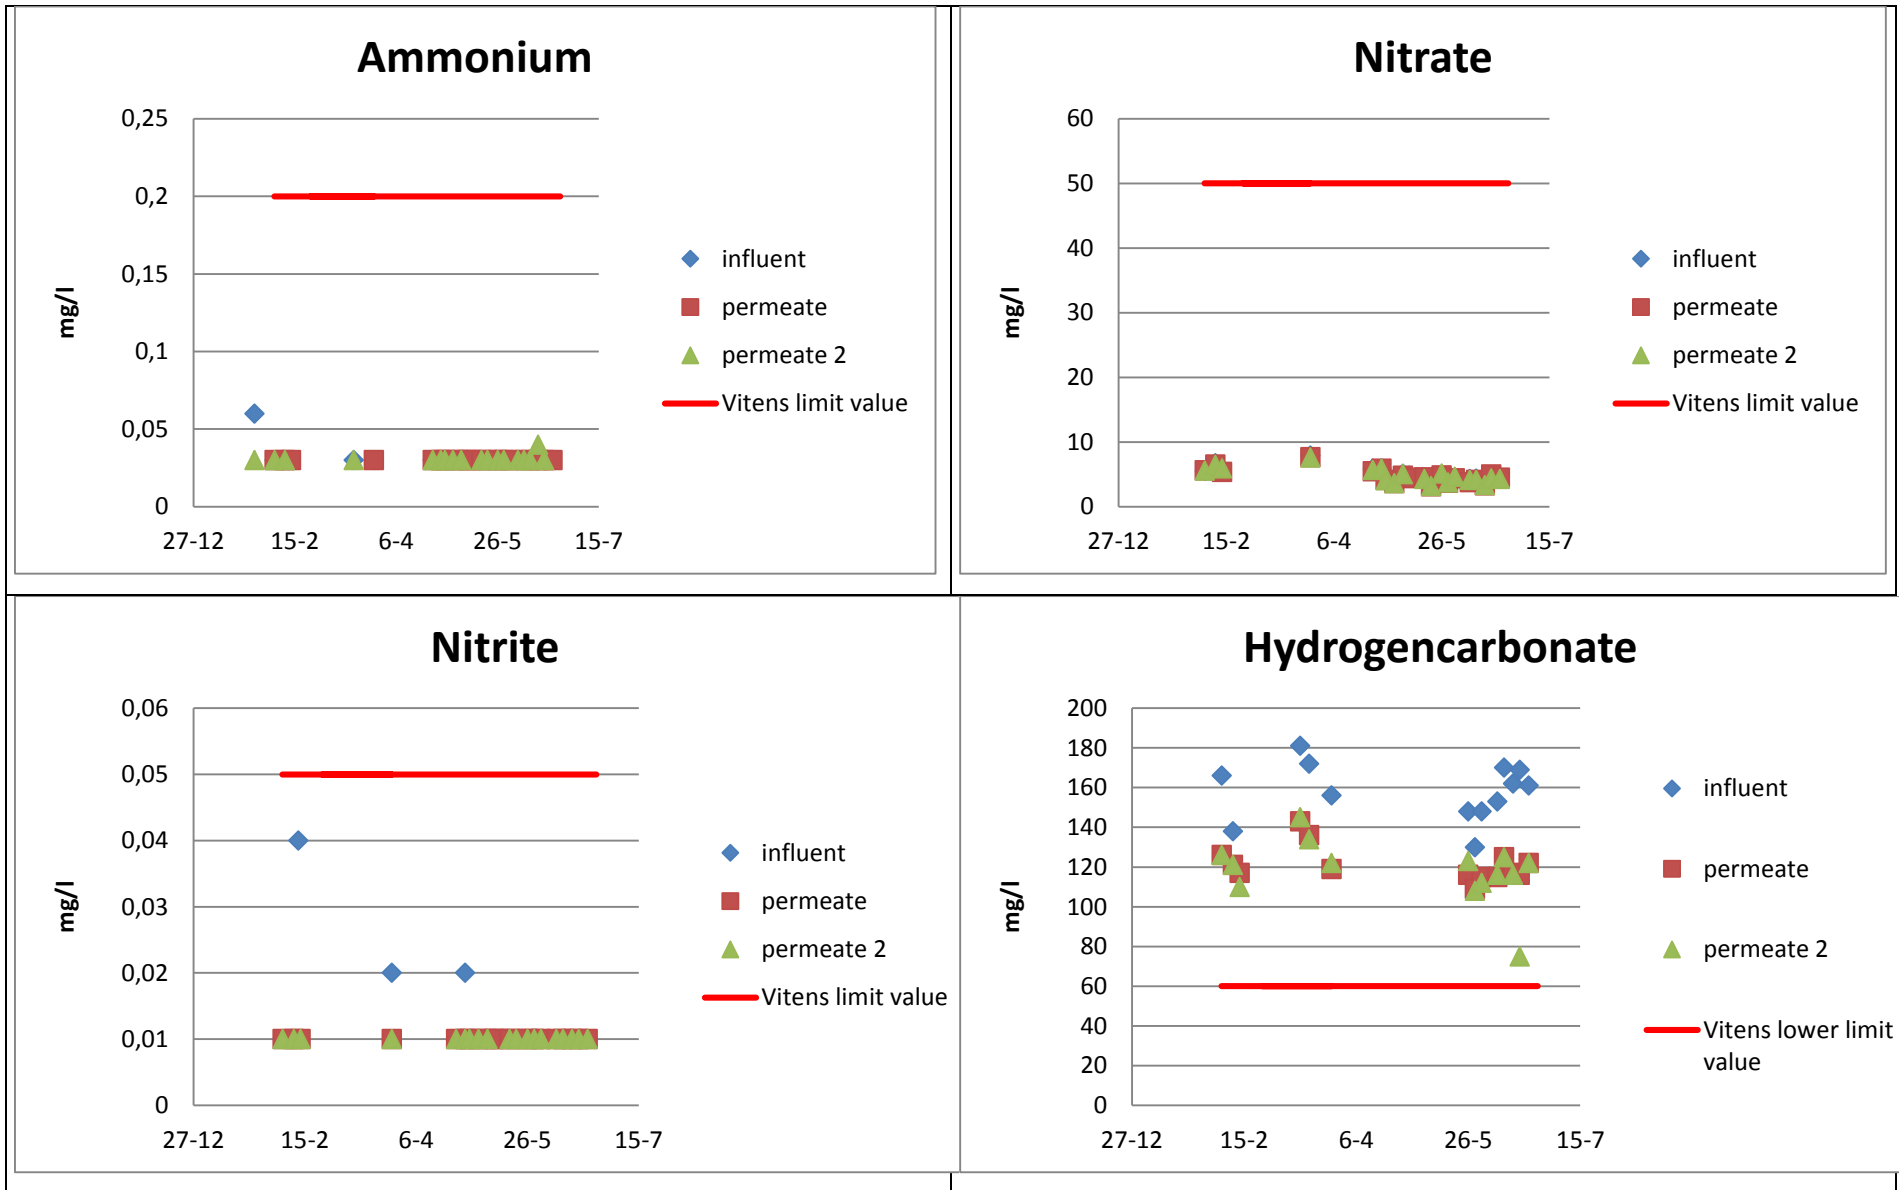 Ammonium
0,25
0,2
0,15
0,1
0,05
0
mg/l
27-12 15-2 6-4 26-5 15-7
influent
permeate
permeate 2
Vitens limit value
Nitrate
60
50
40
30
20
10
0
mg/l
27-12 15-2 6-4 26-5 15-7
influent
permeate
permeate 2
Vitens limit value
Nitrite
0,06
0,05
0,04
0,03
0,02
0,01
0
mg/l
27-12 15-2 6-4 26-5 15-7
influent
permeate
permeate 2
Vitens limit value
Hydrogencarbonate
200
180
160
140
120
100
80
60
40
20
0
mg/l
27-12 15-2 6-4 26-5 15-7
influent
permeate
permeate 2
Vitens lower limit
value